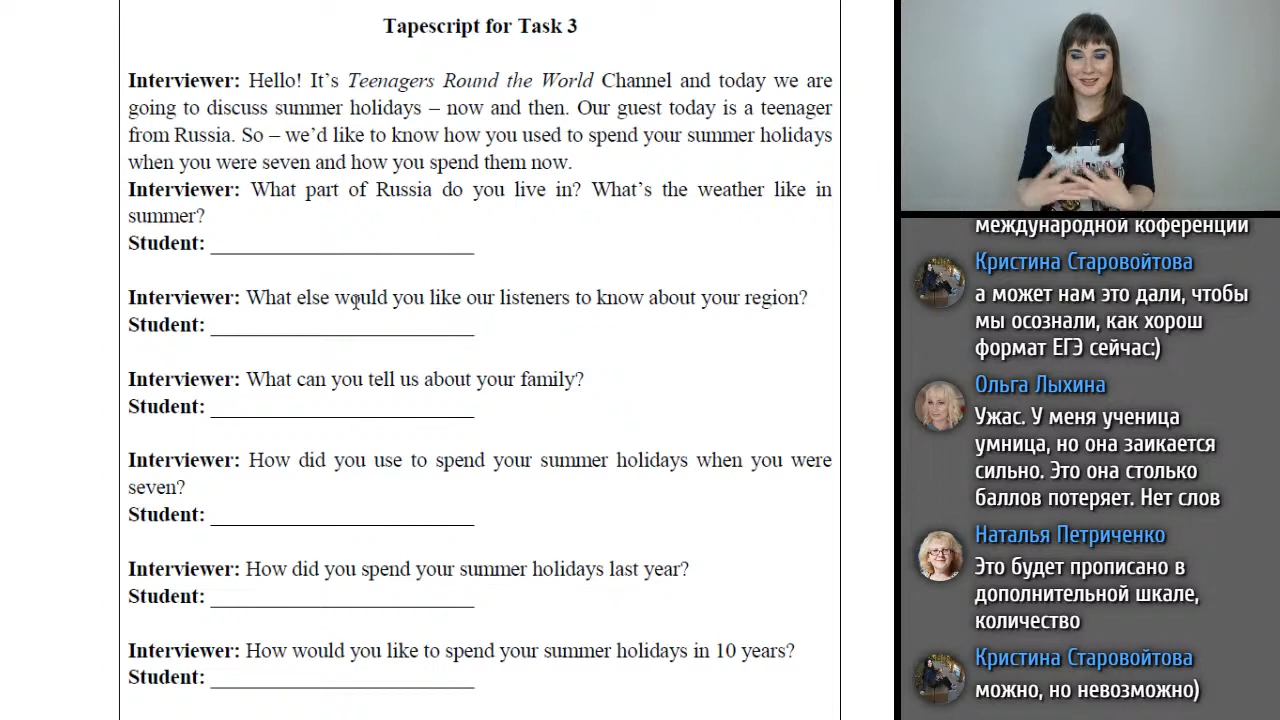 Tapescript for Task 3
Interviewer: Hello! It's Teenagers Round the World Channel and today we are
going to discuss summer holidays – now and then. Our guest today is a teenager
from Russia. So – we'd like to know how you used to spend your summer holidays
when you were seven and how you spend them now.
Interviewer: What part of Russia do you live in? What's the weather like in
summer?
Student: ________________________
Interviewer: What else would you like our listeners to know about your region?
Student: ________________________
Interviewer: What can you tell us about your family?
Student: ________________________
Interviewer: How did you use to spend your summer holidays when you were
seven?
Student: ________________________
Interviewer: How did you spend your summer holidays last year?
Student: ________________________
Interviewer: How would you like to spend your summer holidays in 10 years?
Student: ________________________
международной коференции
Кристина Старовойтова
а может нам это дали, чтобы
мы осознали, как хорош
формат ЕГЭ сейчас:)
Ольга Лыхина
Ужас. У меня ученица
умница, но она заикается
сильно. Это она столько
баллов потеряет. Нет слов
Наталья Петриченко
Это будет прописано в
дополнительной шкале,
количество
Кристина Старовойтова
можно, но невозможно)